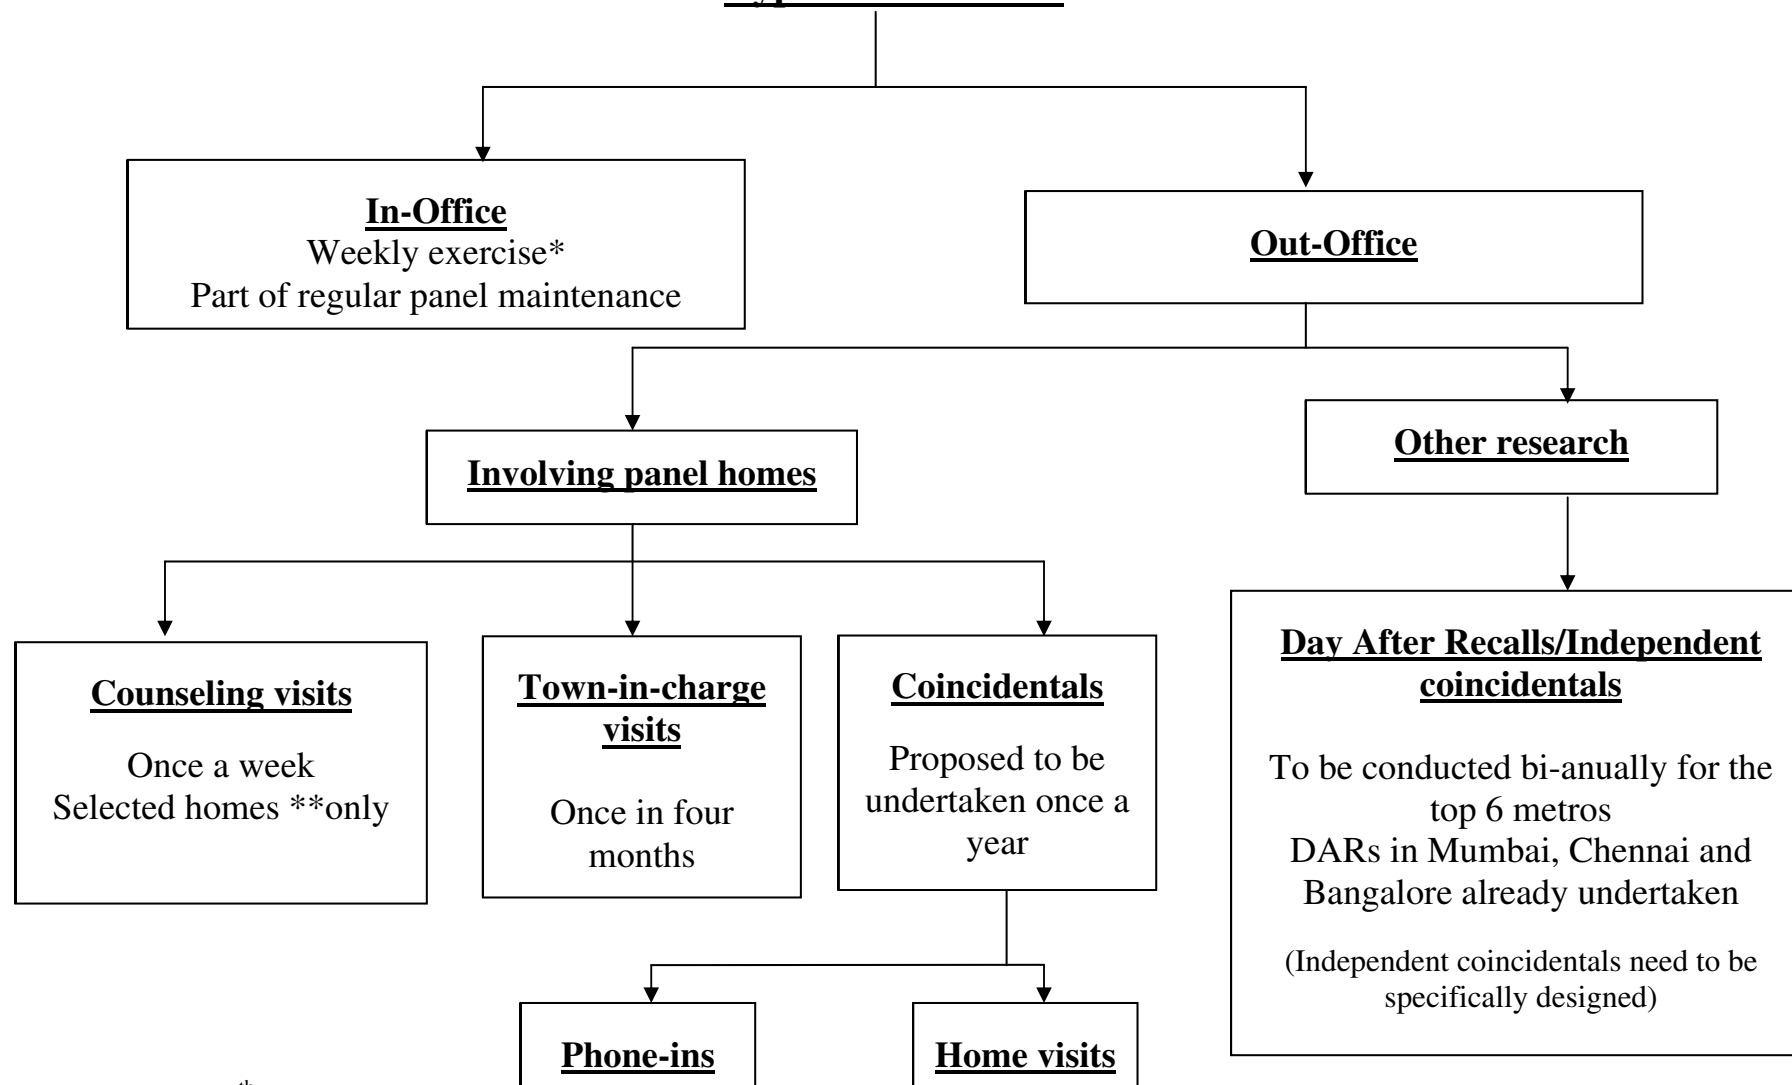 In-Office
Weekly exercise*
Part of regular panel maintenance
Out-Office
Involving panel homes
Other research
Counseling visits
Once a week
Selected homes **only
Town-in-charge
visits
Once in four
months
Coincidentals
Proposed to be
undertaken once a
year
Day After Recalls/Independent
coincidentals
To be conducted bi-anually for the
top 6 metros
DARs in Mumbai, Chennai and
Bangalore already undertaken
(Independent coincidentals need to be
specifically designed)
Phone-ins
Home visits